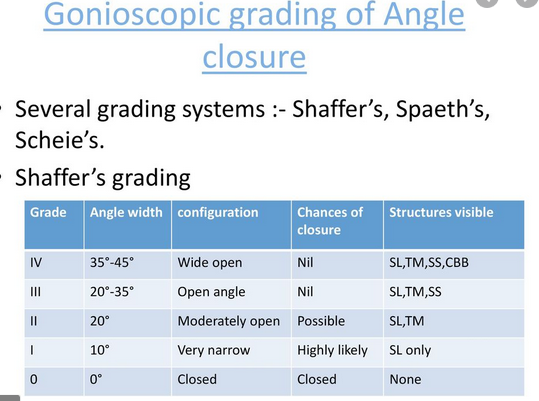 Gonioscopic grading of Angle
closure
• Several grading systems :- Shaffer’s, Spaeth’s,
Scheie’s.
• Shaffer’s grading
Grade Angle width configuration Chances of closure Structures visible
IV 35°-45° Wide open Nil SL,TM,SS,CBB
III 20°-35° Open angle Nil SL,TM,SS
II 20° Moderately open Possible SL,TM
I 10° Very narrow Highly likely SL only
0 0° Closed Closed None